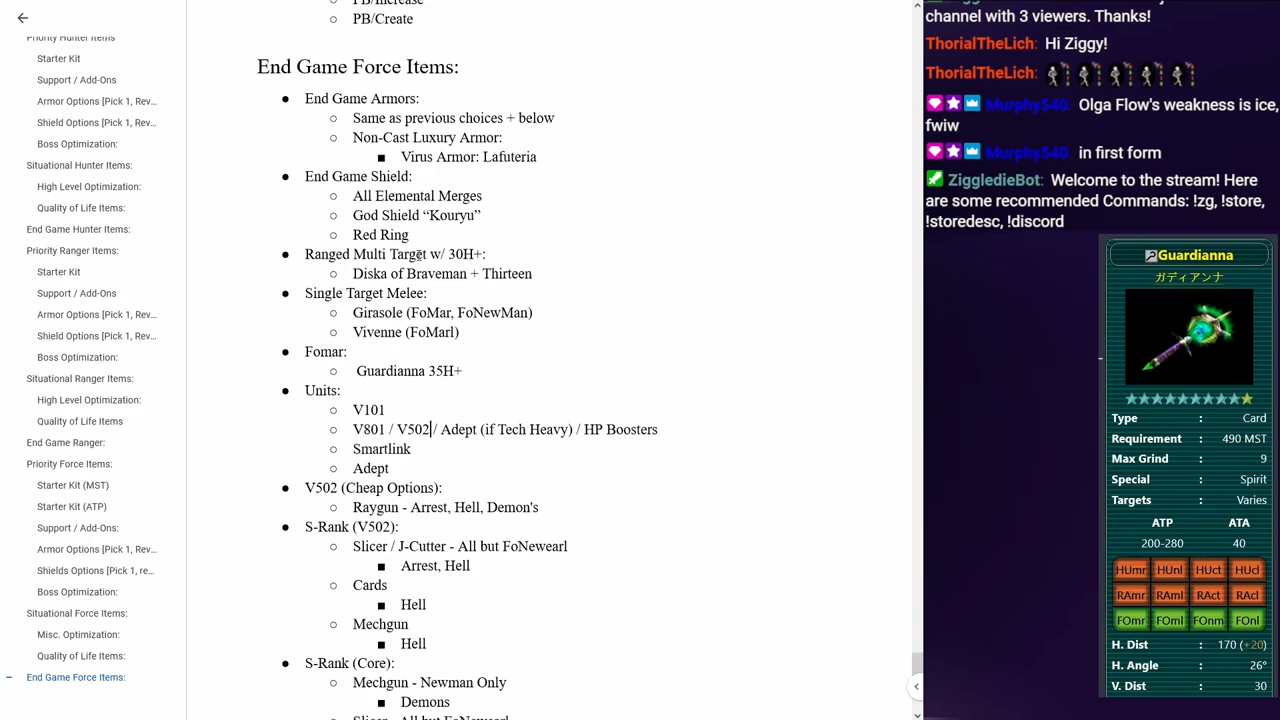 Priority Hunter Items
Starter Kit
Support / Add-Ons
Armor Options [Pick 1, Rev...
Shield Options [Pick 1, Rev...
Boss Optimization:
Situational Hunter Items:
High Level Optimization:
Quality of Life Items:
End Game Hunter Items:
Priority Ranger Items:
Starter Kit
Support / Add-Ons:
Armor Options [Pick 1, Rev...
Shield Options [Pick 1, Rev...
Boss Optimization:
Situational Ranger Items:
High Level Optimization:
Quality of Life Items
End Game Ranger:
Priority Force Items:
Starter Kit (MST)
Starter Kit (ATP)
Support / Add-Ons:
Armor Options [Pick 1, Rev...
Shields Options [Pick 1, re...
Boss Optimization:
Situational Force Items:
Misc. Optimization:
Quality of Life Items:
End Game Force Items:
PB/Increase
PB/Create
End Game Force Items:
● End Game Armors:
○ Same as previous choices + below
○ Non-Cast Luxury Armor:
■ Virus Armor: Lafuteria
● End Game Shield:
○ All Elemental Merges
○ God Shield “Kouryu”
○ Red Ring
● Ranged Multi Target w/ 30H+:
○ Diska of Braveman + Thirteen
● Single Target Melee:
○ Girasole (FoMar, FoNewMan)
○ Vivenne (FoMarl)
● Fomar:
○ Guardianna 35H+
● Units:
○ V101
○ V801 / V502 / Adept (if Tech Heavy) / HP Boosters
○ Smartlink
○ Adept
● V502 (Cheap Options):
○ Raygun - Arrest, Hell, Demon's
● S-Rank (V502):
○ Slicer / J-Cutter - All but FoNewearl
■ Arrest, Hell
○ Cards
■ Hell
○ Mechgun
■ Hell
● S-Rank (Core):
○ Mechgun - Newman Only
■ Demons
○ Slicer - All but FoNewearl
channel with 3 viewers. Thanks!
ThorialTheLich: Hi Ziggy!
ThorialTheLich:
Murphy540: Olga Flow's weakness is ice,
fwiw
Murphy540: in first form
ZiggledieBot: Welcome to the stream! Here
are some recommended Commands: !zg, !store,
!storedesc, !discord
Guardianna
ガディアンナ
Type : Card
Requirement : 490 MST
Max Grind : 9
Special : Spirit
Targets : Varies
ATP ATA
200-280 40
HUmr HUnl HUct HUcl
RAmr RAml RAct RAcl
FOmr FOml FOnm FOnl
H. Dist : 170 (+20)
H. Angle : 26°
V. Dist : 30